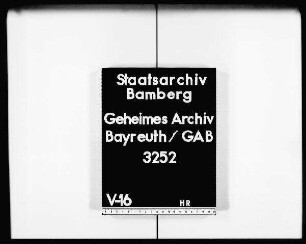 Staatsarchiv
Bamberg
Geheimes Archiv
Bayreuth / GAB
3252
V-16 HR